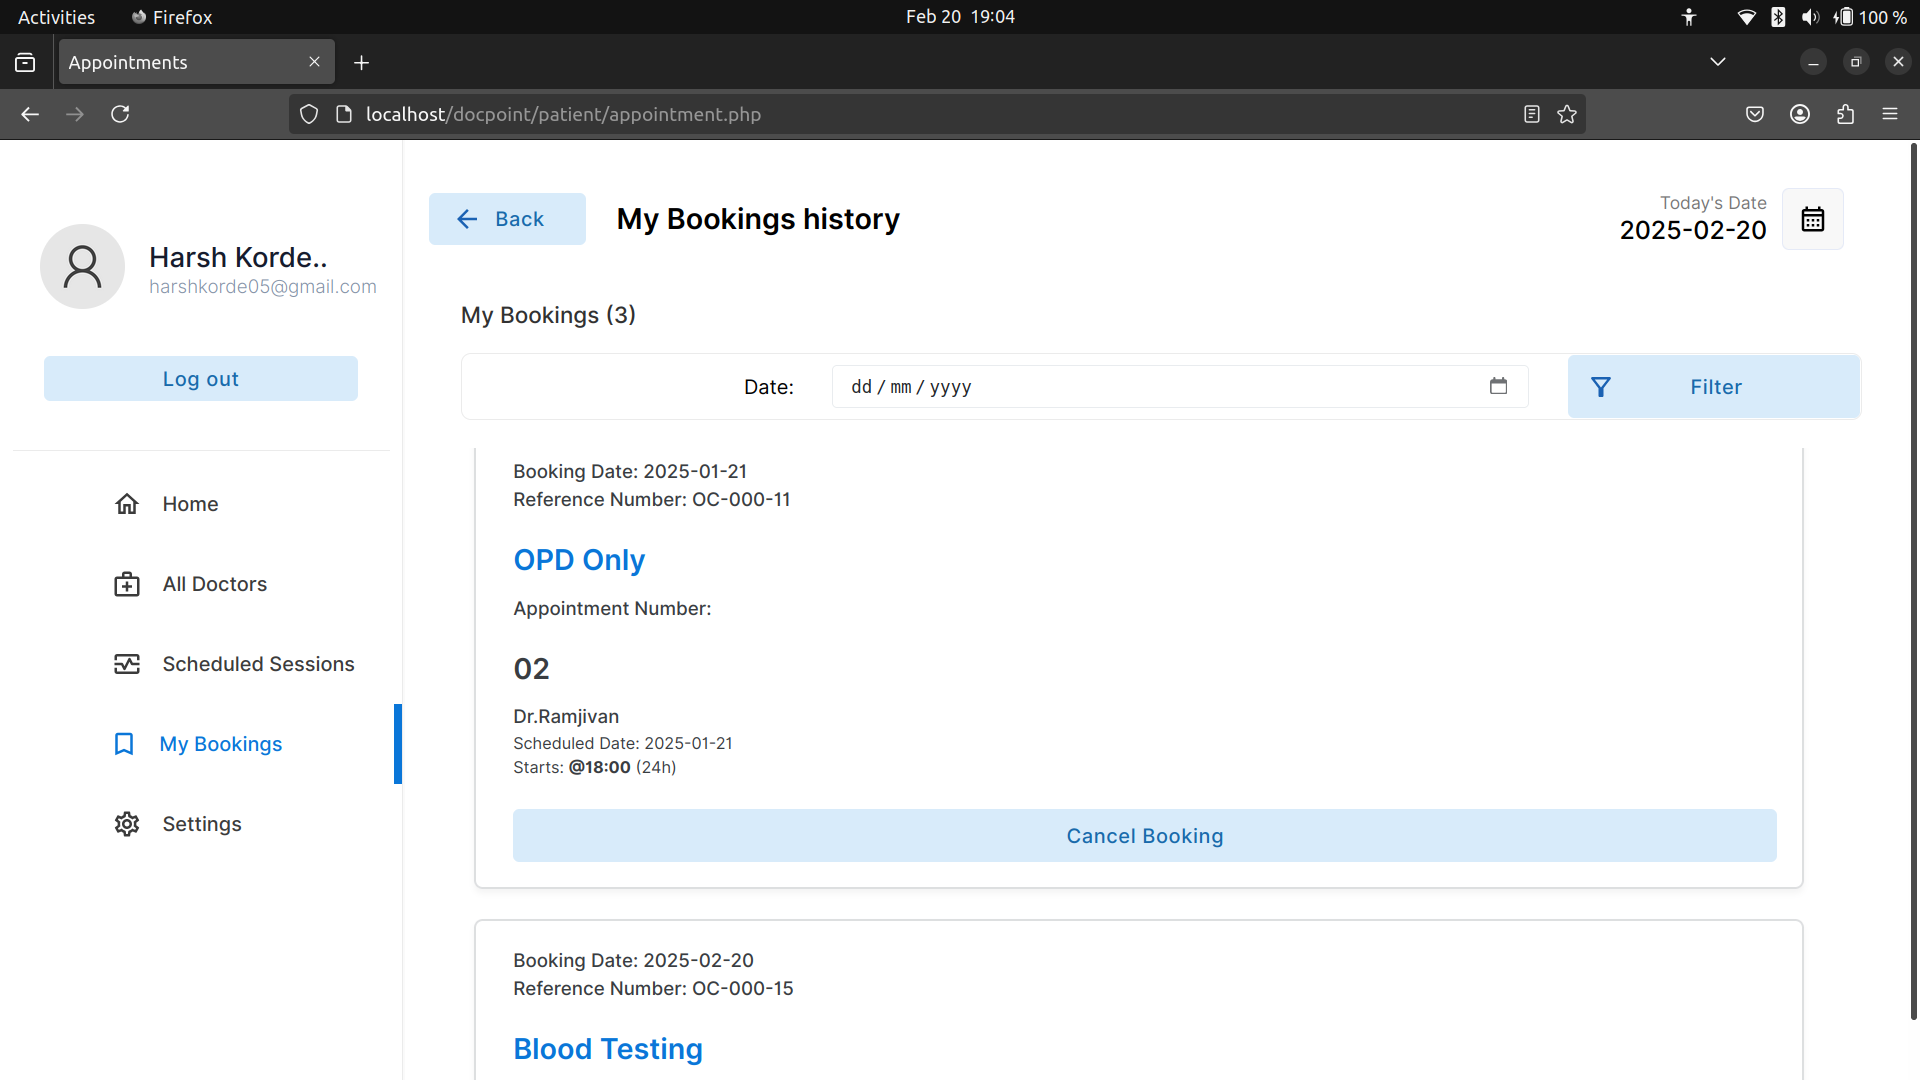 Activities
Firefox
Feb 20 19:04
100 %
Appointments
localhost/docpoint/patient/appointment.php
Harsh Korde..
harshkorde05@gmail.com
Log out
Home
All Doctors
Scheduled Sessions
My Bookings
Settings
Back
My Bookings history
Today's Date
2025-02-20
My Bookings (3)
Date:
dd / mm / yyyy
Filter
Booking Date: 2025-01-21
Reference Number: OC-000-11
OPD Only
Appointment Number:
02
Dr.Ramjivan
Scheduled Date: 2025-01-21
Starts: @18:00 (24h)
Cancel Booking
Booking Date: 2025-02-20
Reference Number: OC-000-15
Blood Testing